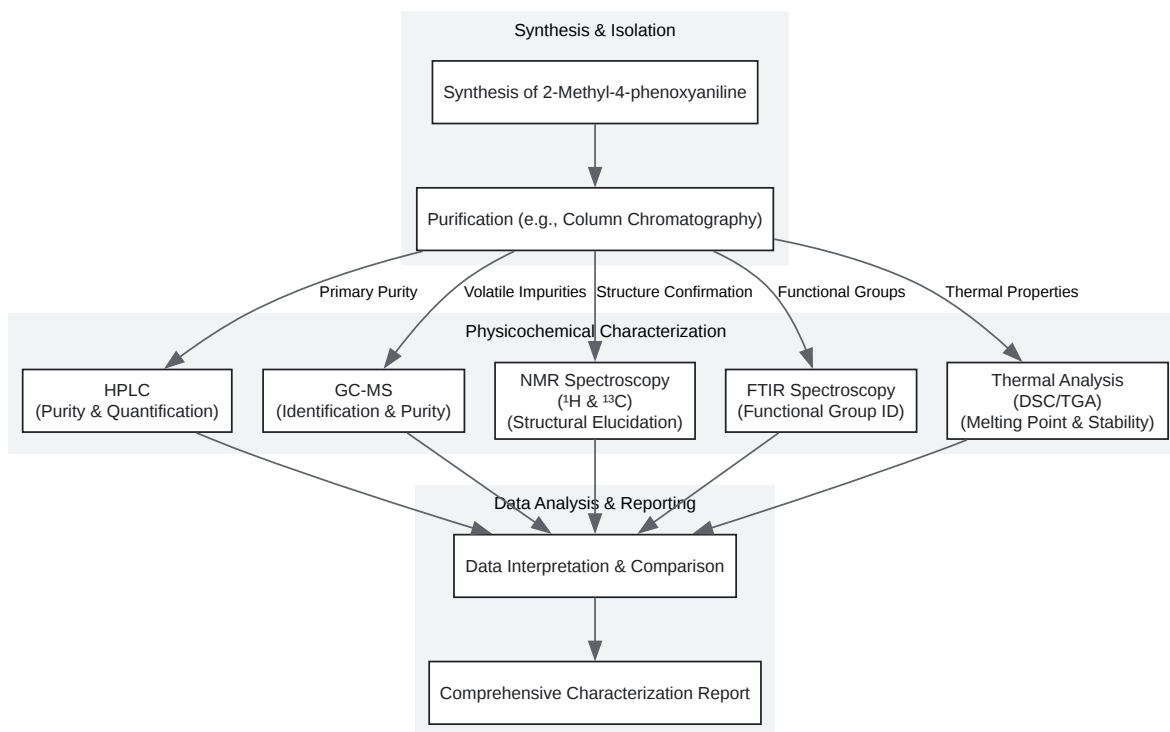 Synthesis & Isolation
Synthesis of 2-Methyl-4-phenoxyaniline
Purification (e.g., Column Chromatography)
Primary Purity
Volatile Impurities
Structure Confirmation
Functional Groups
Thermal Properties
Physicochemical Characterization
HPLC
(Purity & Quantification)
GC-MS
(Identification & Purity)
NMR Spectroscopy
(¹H & ¹³C)
(Structural Elucidation)
FTIR Spectroscopy
(Functional Group ID)
Thermal Analysis
(DSC/TGA)
(Melting Point & Stability)
Data Analysis & Reporting
Data Interpretation & Comparison
Comprehensive Characterization Report